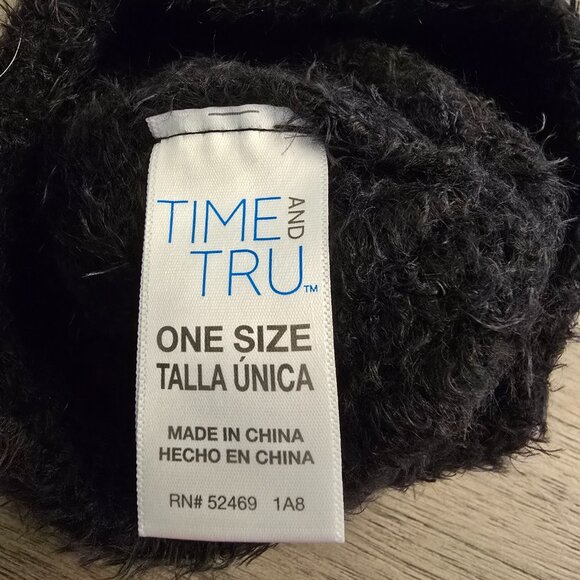 TIME AND
TRU™
ONE SIZE
TALLA ÚNICA
MADE IN CHINA
HECHO EN CHINA
RN# 52469 1A8